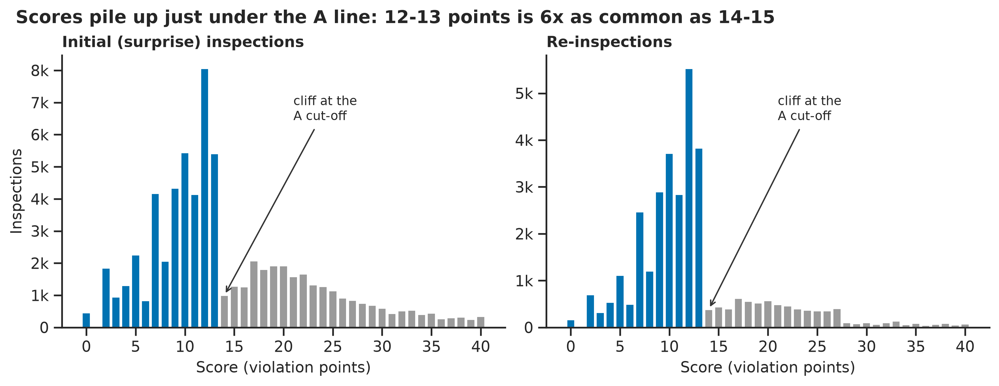 Scores pile up just under the A line: 12-13 points is 6x as common as 14-15
Initial (surprise) inspections
8k
7k
6k
5k
4k
3k
2k
1k
0
Inspections
cliff at the
A cut-off
0 5 10 15 20 25 30 35 40
Score (violation points)
Re-inspections
5k
4k
3k
2k
1k
0
cliff at the
A cut-off
0 5 10 15 20 25 30 35 40
Score (violation points)